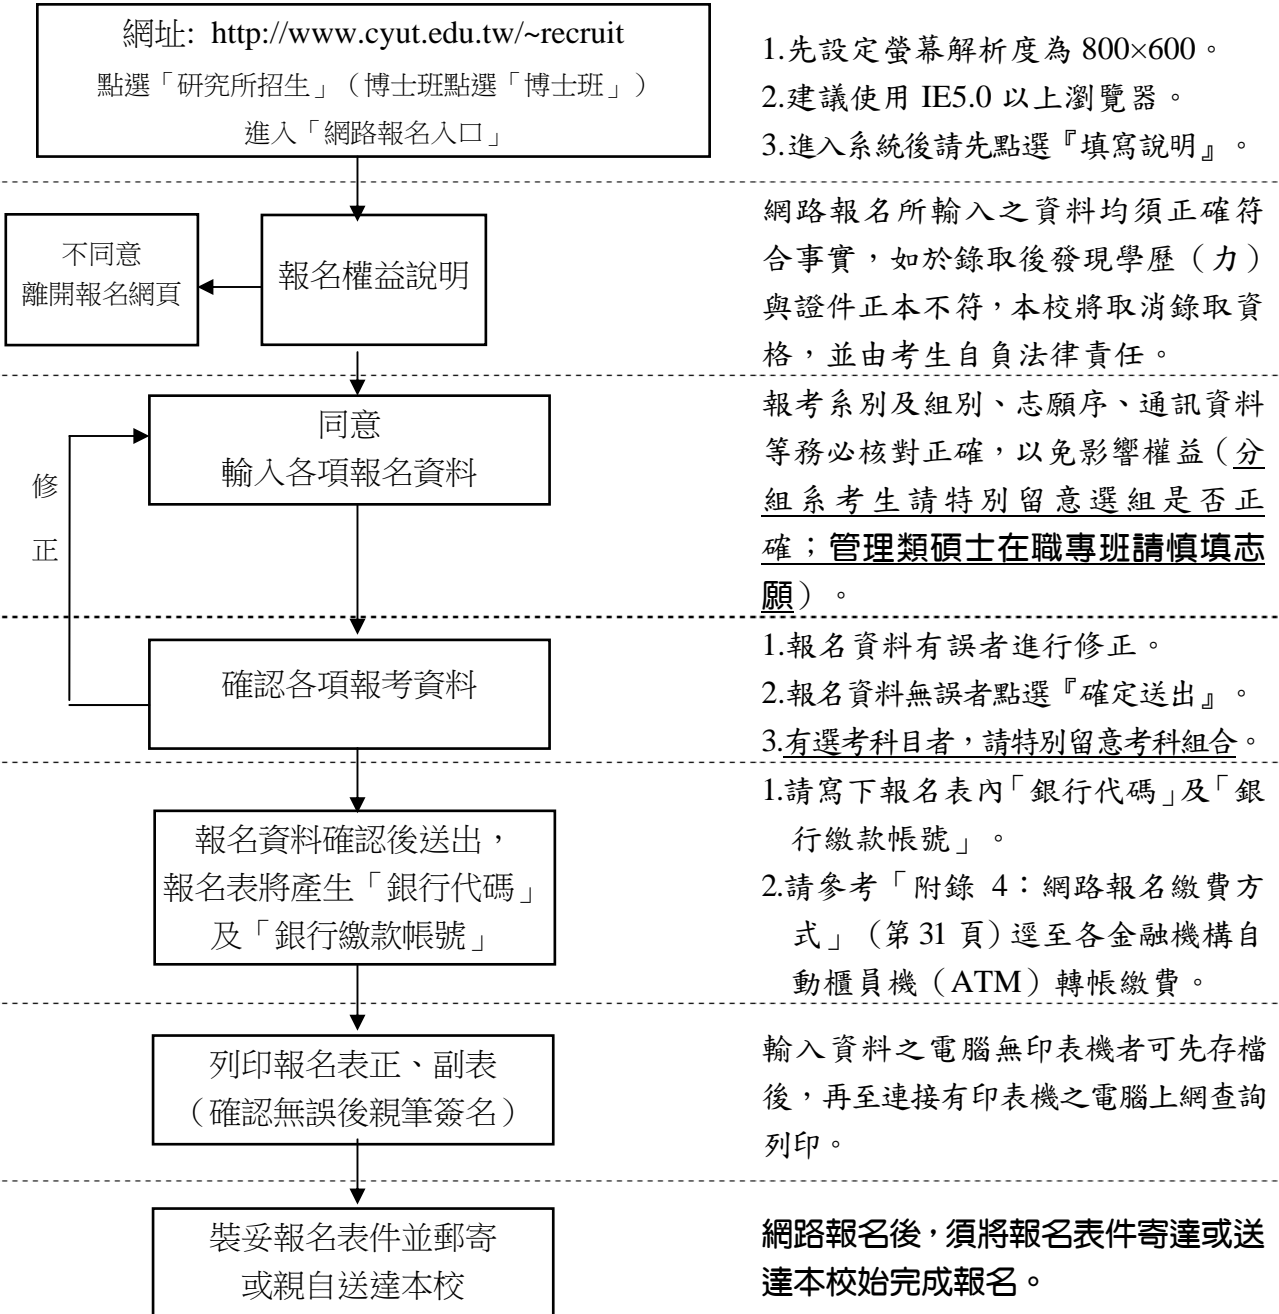 網址: http://www.cyut.edu.tw/~recruit
點選「研究所招生」（博士班點選「博士班」）
進入「網路報名入口」
1.先設定螢幕解析度為 800×600。
2.建議使用 IE5.0 以上瀏覽器。
3.進入系統後請先點選『填寫說明』。
不同意
離開報名網頁
報名權益說明
網路報名所輸入之資料均須正確符
合事實，如於錄取後發現學歷（力）
與證件正本不符，本校將取消錄取資
格，並由考生自負法律責任。
修
正
同意
輸入各項報名資料
報考系別及組別、志願序、通訊資料
等務必核對正確，以免影響權益（分
組系考生請特別留意選組是否正
確；管理類碩士在職專班請慎填志
願）。
確認各項報考資料
1.報名資料有誤者進行修正。
2.報名資料無誤者點選『確定送出』。
3.有選考科目者，請特別留意考科組合。
報名資料確認後送出，
報名表將產生「銀行代碼」
及「銀行繳款帳號」
1.請寫下報名表內「銀行代碼」及「銀
行繳款帳號」。
2.請參考「附錄 4：網路報名繳費方
式」（第 31 頁）逕至各金融機構自
動櫃員機（ATM）轉帳繳費。
列印報名表正、副表
（確認無誤後親筆簽名）
輸入資料之電腦無印表機者可先存檔
後，再至連接有印表機之電腦上網查詢
列印。
裝妥報名表件並郵寄
或親自送達本校
網路報名後，須將報名表件寄達或送
達本校始完成報名。